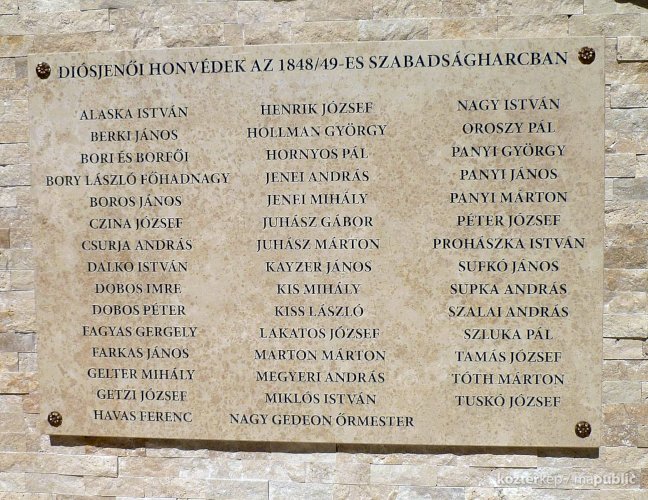 DIÓSJENŐI HONVÉDEK AZ 1848/49-ES SZABADSÁGHARCBAN
ALASKA ISTVÁN
BERKI JÁNOS
BORI ÉS BORFŐI
BORY LÁSZLÓ FŐHADNAGY
BOROS JÁNOS
CZINA JÓZSEF
CSURJA ANDRÁS
DALKO ISTVÁN
DOBOS IMRE
DOBOS PÉTER
FAGYAS GERGELY
FARKAS JÁNOS
GELTER MIHÁLY
GETZI JÓZSEF
HAVAS FERENC
HENRIK JÓZSEF
HOLLMAN GYÖRGY
HORNYOS PÁL
JENEI ANDRÁS
JENEI MIHÁLY
JUHÁSZ GÁBOR
JUHÁSZ MÁRTON
KAYZER JÁNOS
KIS MIHÁLY
KISS LÁSZLÓ
LAKATOS JÓZSEF
MARTON MÁRTON
MEGYERI ANDRÁS
MIKLÓS ISTVÁN
NAGY GEDEON ŐRMESTER
NAGY ISTVÁN
OROSZY PÁL
PANYI GYÖRGY
PANYI JÁNOS
PANYI MÁRTON
PÉTER JÓZSEF
PROHÁSZKA ISTVÁN
SUFKÓ JÁNOS
SUPKA ANDRÁS
SZALAI ANDRÁS
SZLUKA PÁL
TAMÁS JÓZSEF
TÓTH MÁRTON
TUSKÓ JÓZSEF
köztérkép / mapublic